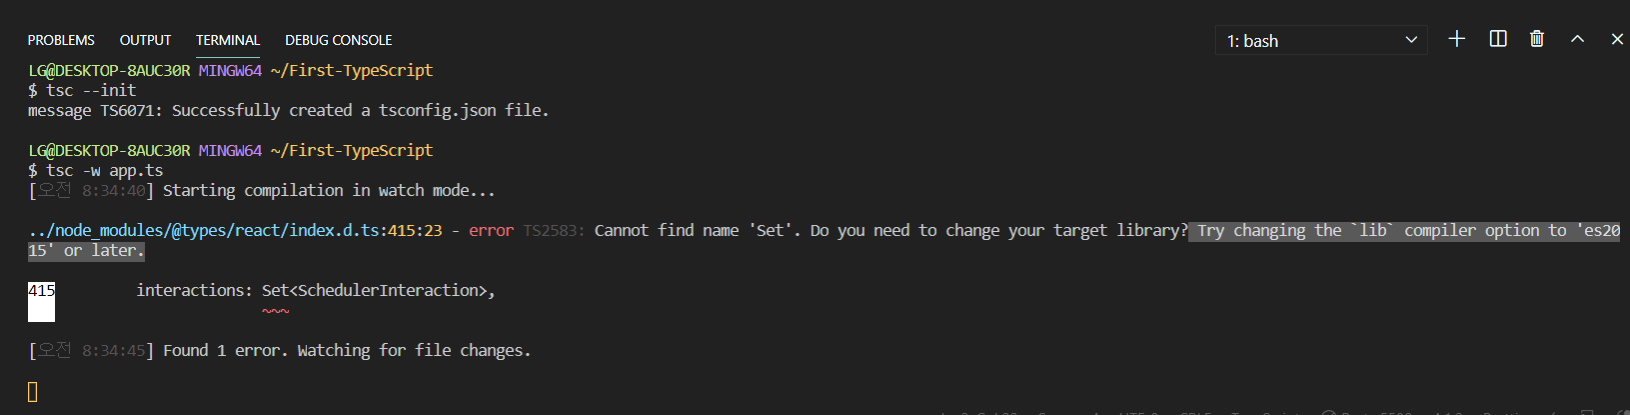 PROBLEMS OUTPUT TERMINAL DEBUG CONSOLE 1: bash
LG@DESKTOP-8AUC30R MINGW64 ~/First-TypeScript
$ tsc --init
message TS6071: Successfully created a tsconfig.json file.
LG@DESKTOP-8AUC30R MINGW64 ~/First-TypeScript
$ tsc -w app.ts
[오전 8:34:40] Starting compilation in watch mode...
../node_modules/@types/react/index.d.ts:415:23 - error TS2583: Cannot find name 'Set'. Do you need to change your target library? Try changing the `lib` compiler option to 'es20
15' or later.
415 interactions: Set<SchedulerInteraction>,
~~~
[오전 8:34:45] Found 1 error. Watching for file changes.